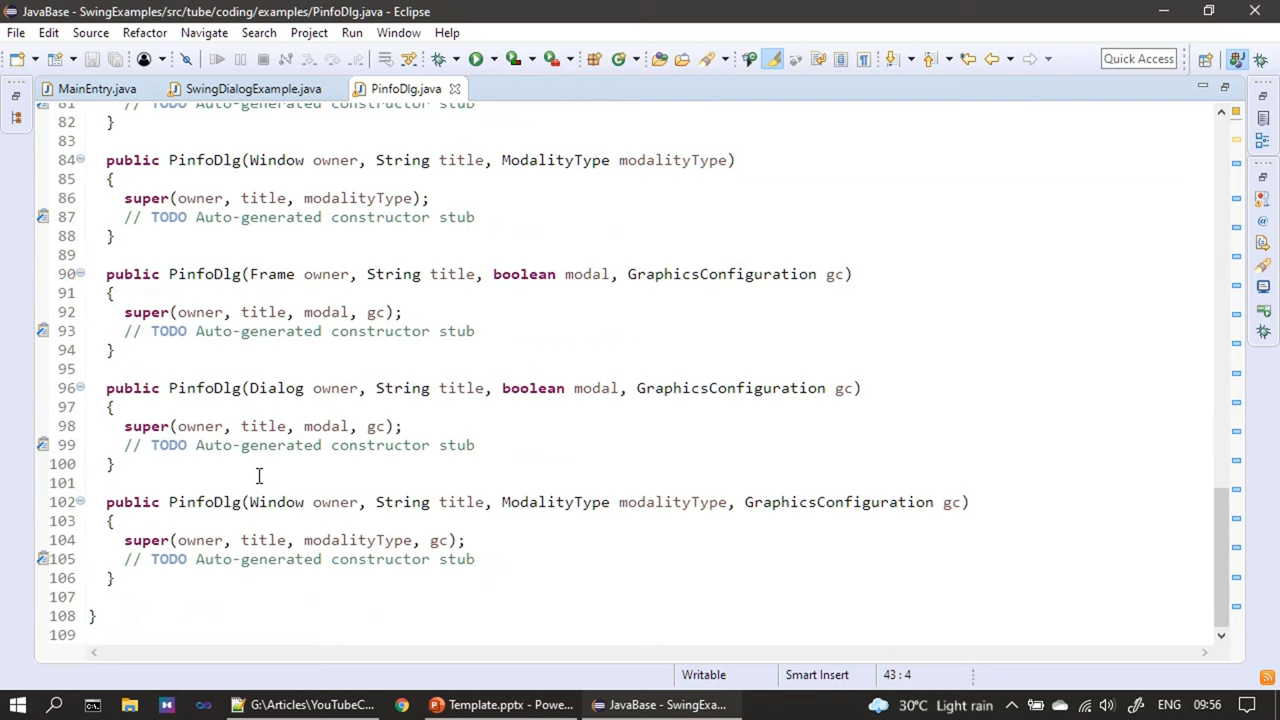 JavaBase - SwingExamples/src/tube/coding/examples/PinfoDlg.java - Eclipse
File Edit Source Refactor Navigate Search Project Run Window Help
Quick Access
MainEntry.java SwingDialogExample.java PinfoDlg.java
81 // TODO Auto-generated constructor stub
82 }
83
84 public PinfoDlg(Window owner, String title, ModalityType modalityType)
85 {
86 super(owner, title, modalityType);
87 // TODO Auto-generated constructor stub
88 }
89
90 public PinfoDlg(Frame owner, String title, boolean modal, GraphicsConfiguration gc)
91 {
92 super(owner, title, modal, gc);
93 // TODO Auto-generated constructor stub
94 }
95
96 public PinfoDlg(Dialog owner, String title, boolean modal, GraphicsConfiguration gc)
97 {
98 super(owner, title, modal, gc);
99 // TODO Auto-generated constructor stub
100 }
101
102 public PinfoDlg(Window owner, String title, ModalityType modalityType, GraphicsConfiguration gc)
103 {
104 super(owner, title, modalityType, gc);
105 // TODO Auto-generated constructor stub
106 }
107
108 }
109
Writable Smart Insert 43 : 4
G:\Articles\YouTubeC... Template.pptx - Powe... JavaBase - SwingExa... 30°C Light rain ENG 09:56